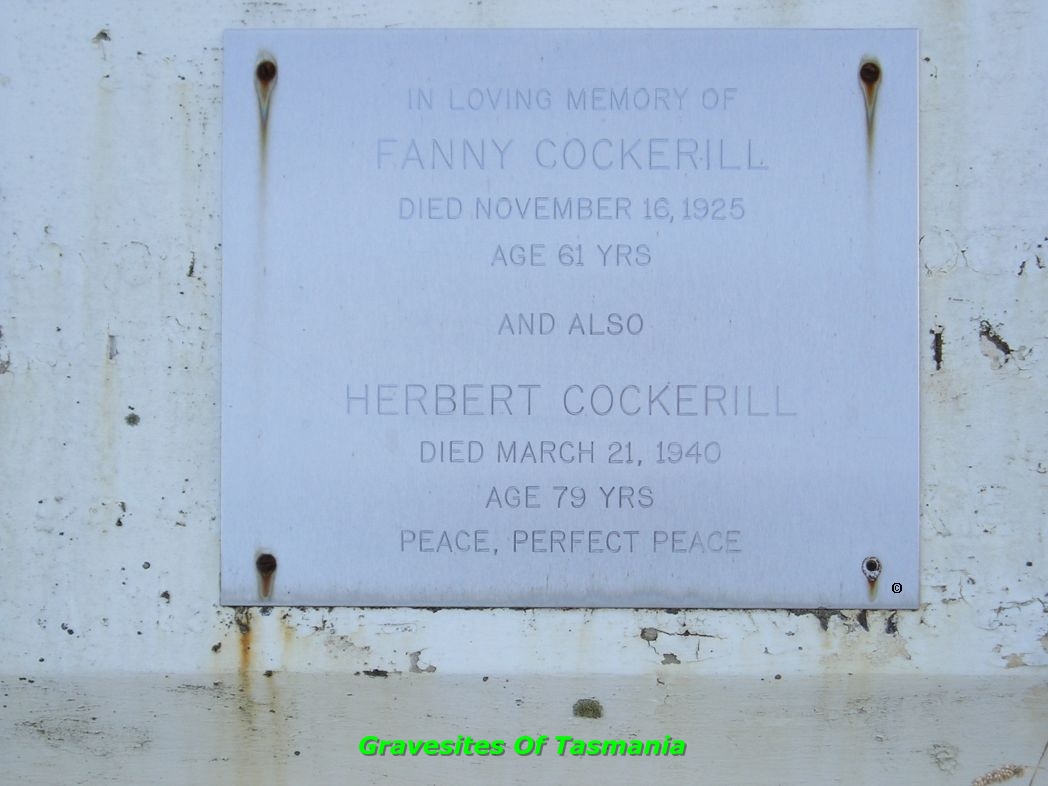 IN LOVING MEMORY OF
FANNY COCKERILL
DIED NOVEMBER 16, 1925
AGE 61 YRS
AND ALSO
HERBERT COCKERILL
DIED MARCH 21, 1940
AGE 79 YRS
PEACE, PERFECT PEACE
©
Gravesites Of Tasmania